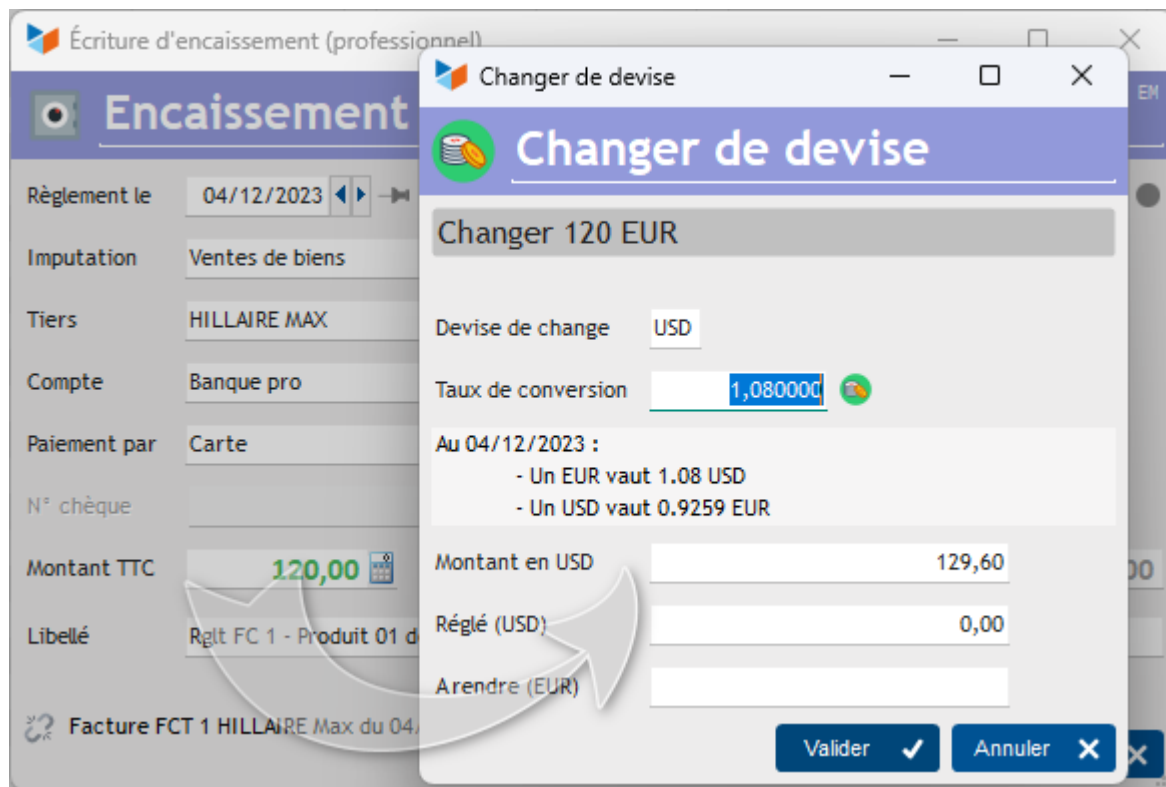 Écriture d'encaissement (professionnel)
Encaissement
EM
Règlement le 04/12/2023
Imputation Ventes de biens
Tiers HILLAIRE MAX
Compte Banque pro
Paiement par Carte
N° chèque
Montant TTC 120,00
00
Libellé Rglt FC 1 - Produit 01 d
Facture FCT 1 HILLAIRE Max du 04
Changer de devise
Changer de devise
Changer 120 EUR
Devise de change USD
Taux de conversion 1,080000
Au 04/12/2023 :
- Un EUR vaut 1.08 USD
- Un USD vaut 0.9259 EUR
Montant en USD 129,60
Réglé (USD) 0,00
Arendre (EUR)
Valider Annuler